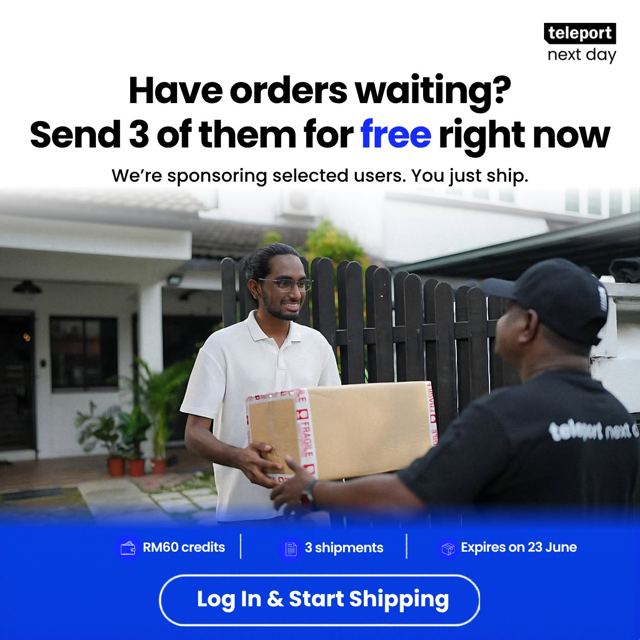 teleport
next day
Have orders waiting?
Send 3 of them for free right now
We're sponsoring selected users. You just ship.
FRAGILE
FRAGILE
teleport next d
RM60 credits
3 shipments
Expires on 23 June
Log In & Start Shipping